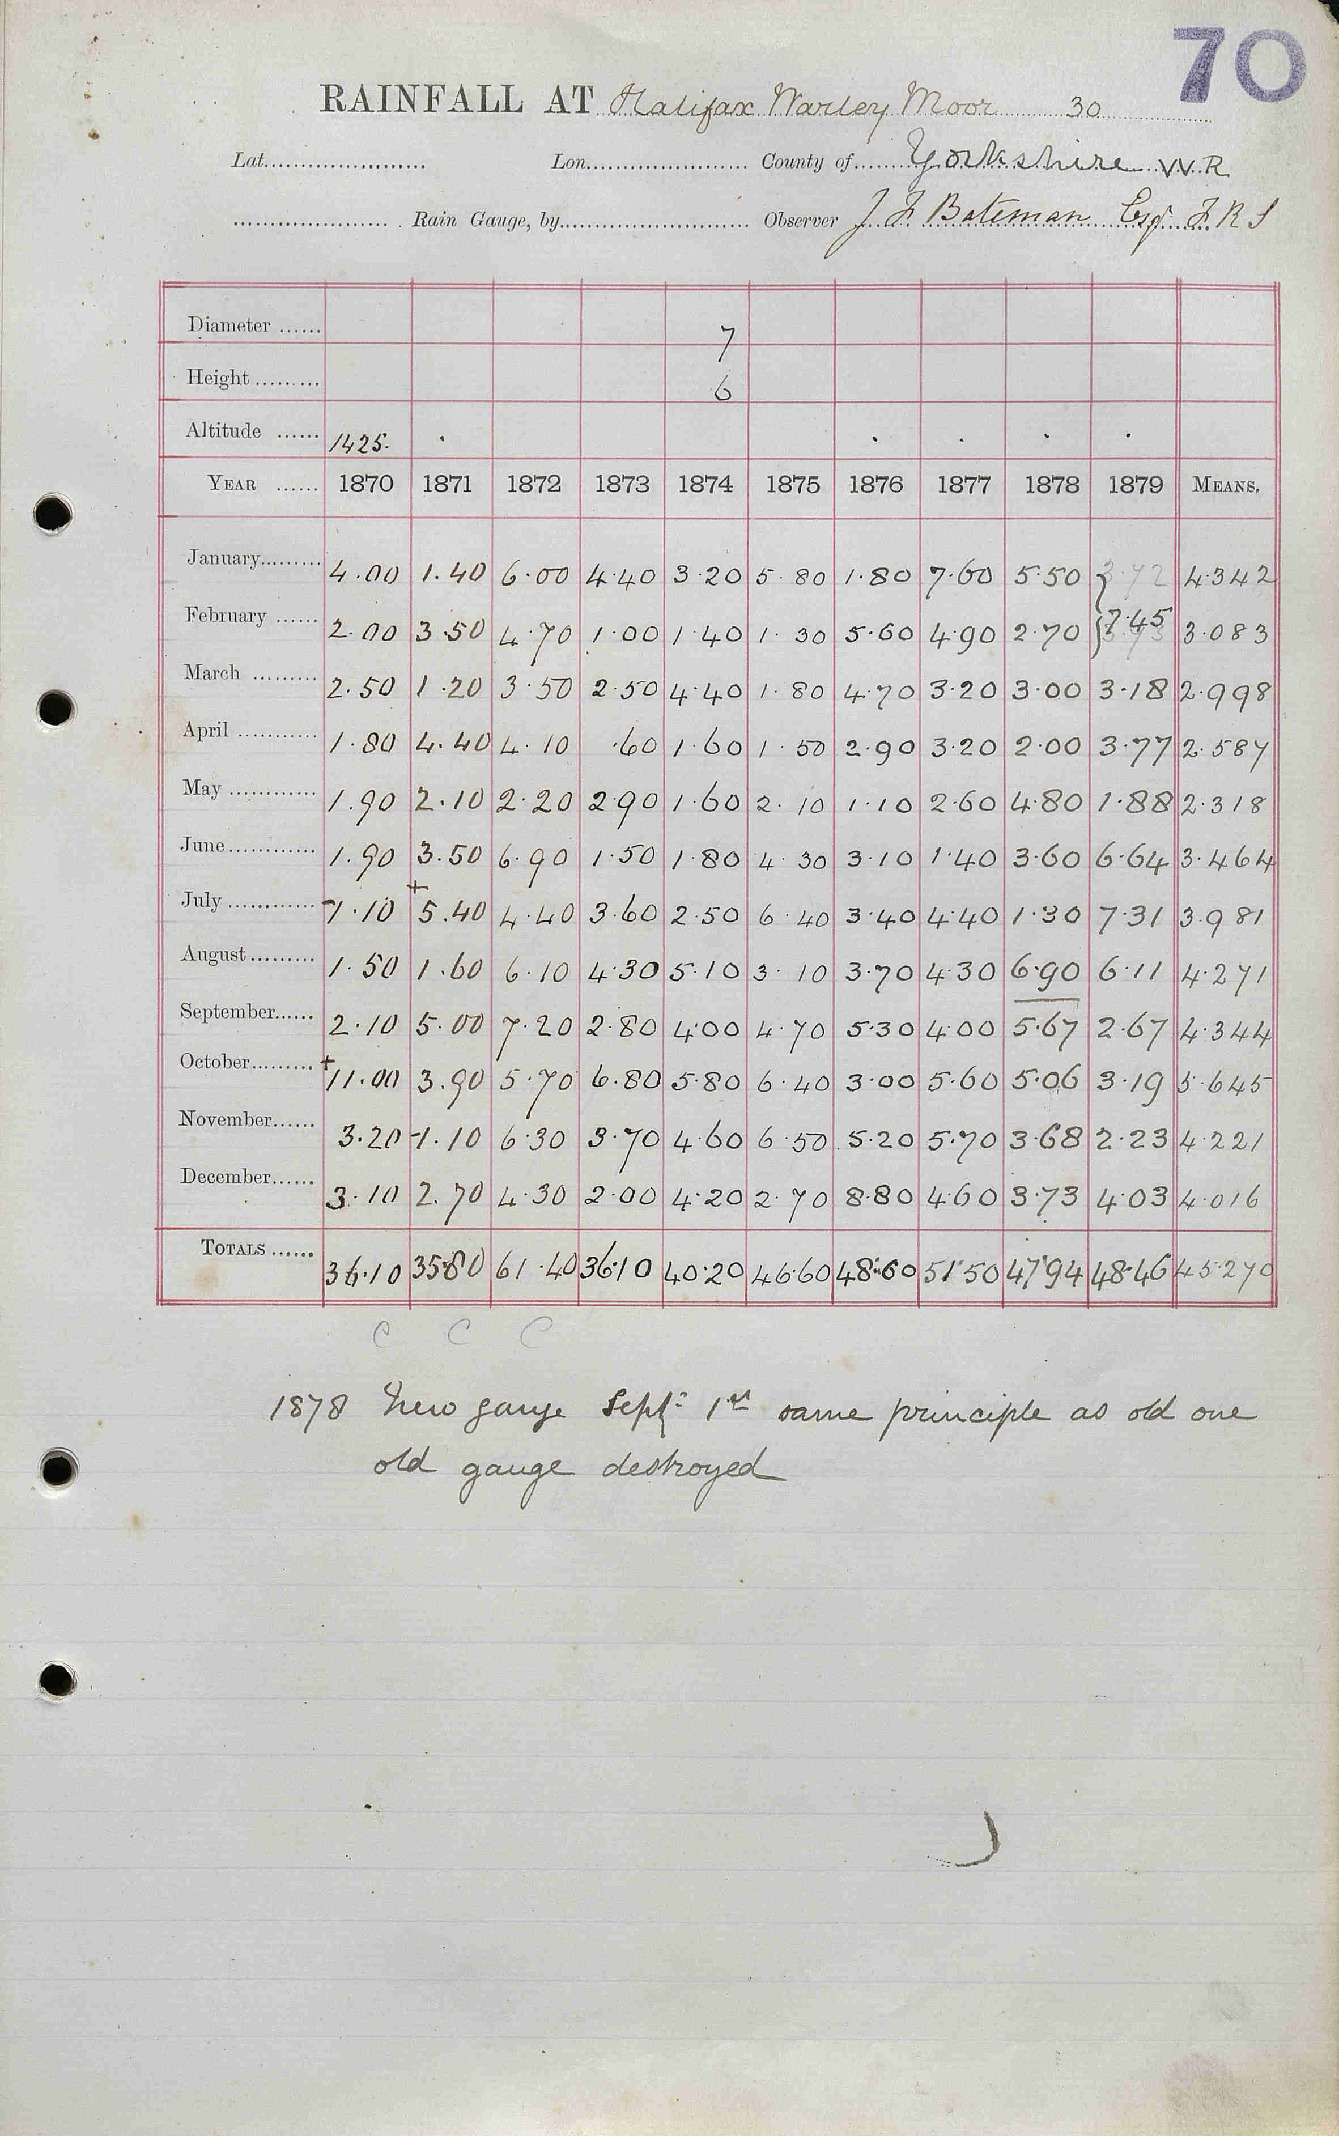 70
RAINFALL AT Halifax Warley Moor 30
Lat. Lon. County of Yorkshire W.R
Rain Gauge, by Observer J F Bateman Esqr F R S
Diameter ...... 7
Height ......... 6
Altitude ...... 1425.
YEAR ...... 1870 1871 1872 1873 1874 1875 1876 1877 1878 1879 MEANS.
January......... 4.00 1.40 6.00 4.40 3.20 5.80 1.80 7.60 5.50 3.72 4.342
February ...... 2.00 3.50 4.70 1.00 1.40 1.30 5.60 4.90 2.70 7.45 3.73 3.083
March ......... 2.50 1.20 3.50 2.50 4.40 1.80 4.70 3.20 3.00 3.18 2.998
April ............ 1.80 4.40 4.10 .60 1.60 1.50 2.90 3.20 2.00 3.77 2.587
May ............ 1.90 2.10 2.20 2.90 1.60 2.10 1.10 2.60 4.80 1.88 2.318
June............ 1.90 3.50 6.90 1.50 1.80 4.30 3.10 1.40 3.60 6.64 3.464
July ............ 1.10 + 5.40 4.40 3.60 2.50 6.40 3.40 4.40 1.30 7.31 3.981
August......... 1.50 1.60 6.10 4.30 5.10 3.10 3.70 4.30 6.90 6.11 4.271
September...... 2.10 5.00 7.20 2.80 4.00 4.70 5.30 4.00 5.67 2.67 4.344
October......... + 11.00 3.90 5.70 6.80 5.80 6.40 3.00 5.60 5.06 3.19 5.645
November...... 3.20 1.10 6.30 3.70 4.60 6.50 5.20 5.70 3.68 2.23 4.221
December...... 3.10 2.70 4.30 2.00 4.20 2.70 8.80 4.60 3.73 4.03 4.016
TOTALS ...... 36.10 35.80 61.40 36.10 40.20 46.60 48.60 51.50 47.94 48.46 45.270
C C C
1878 New gauge Sept. 1st same principle as old one
old gauge destroyed